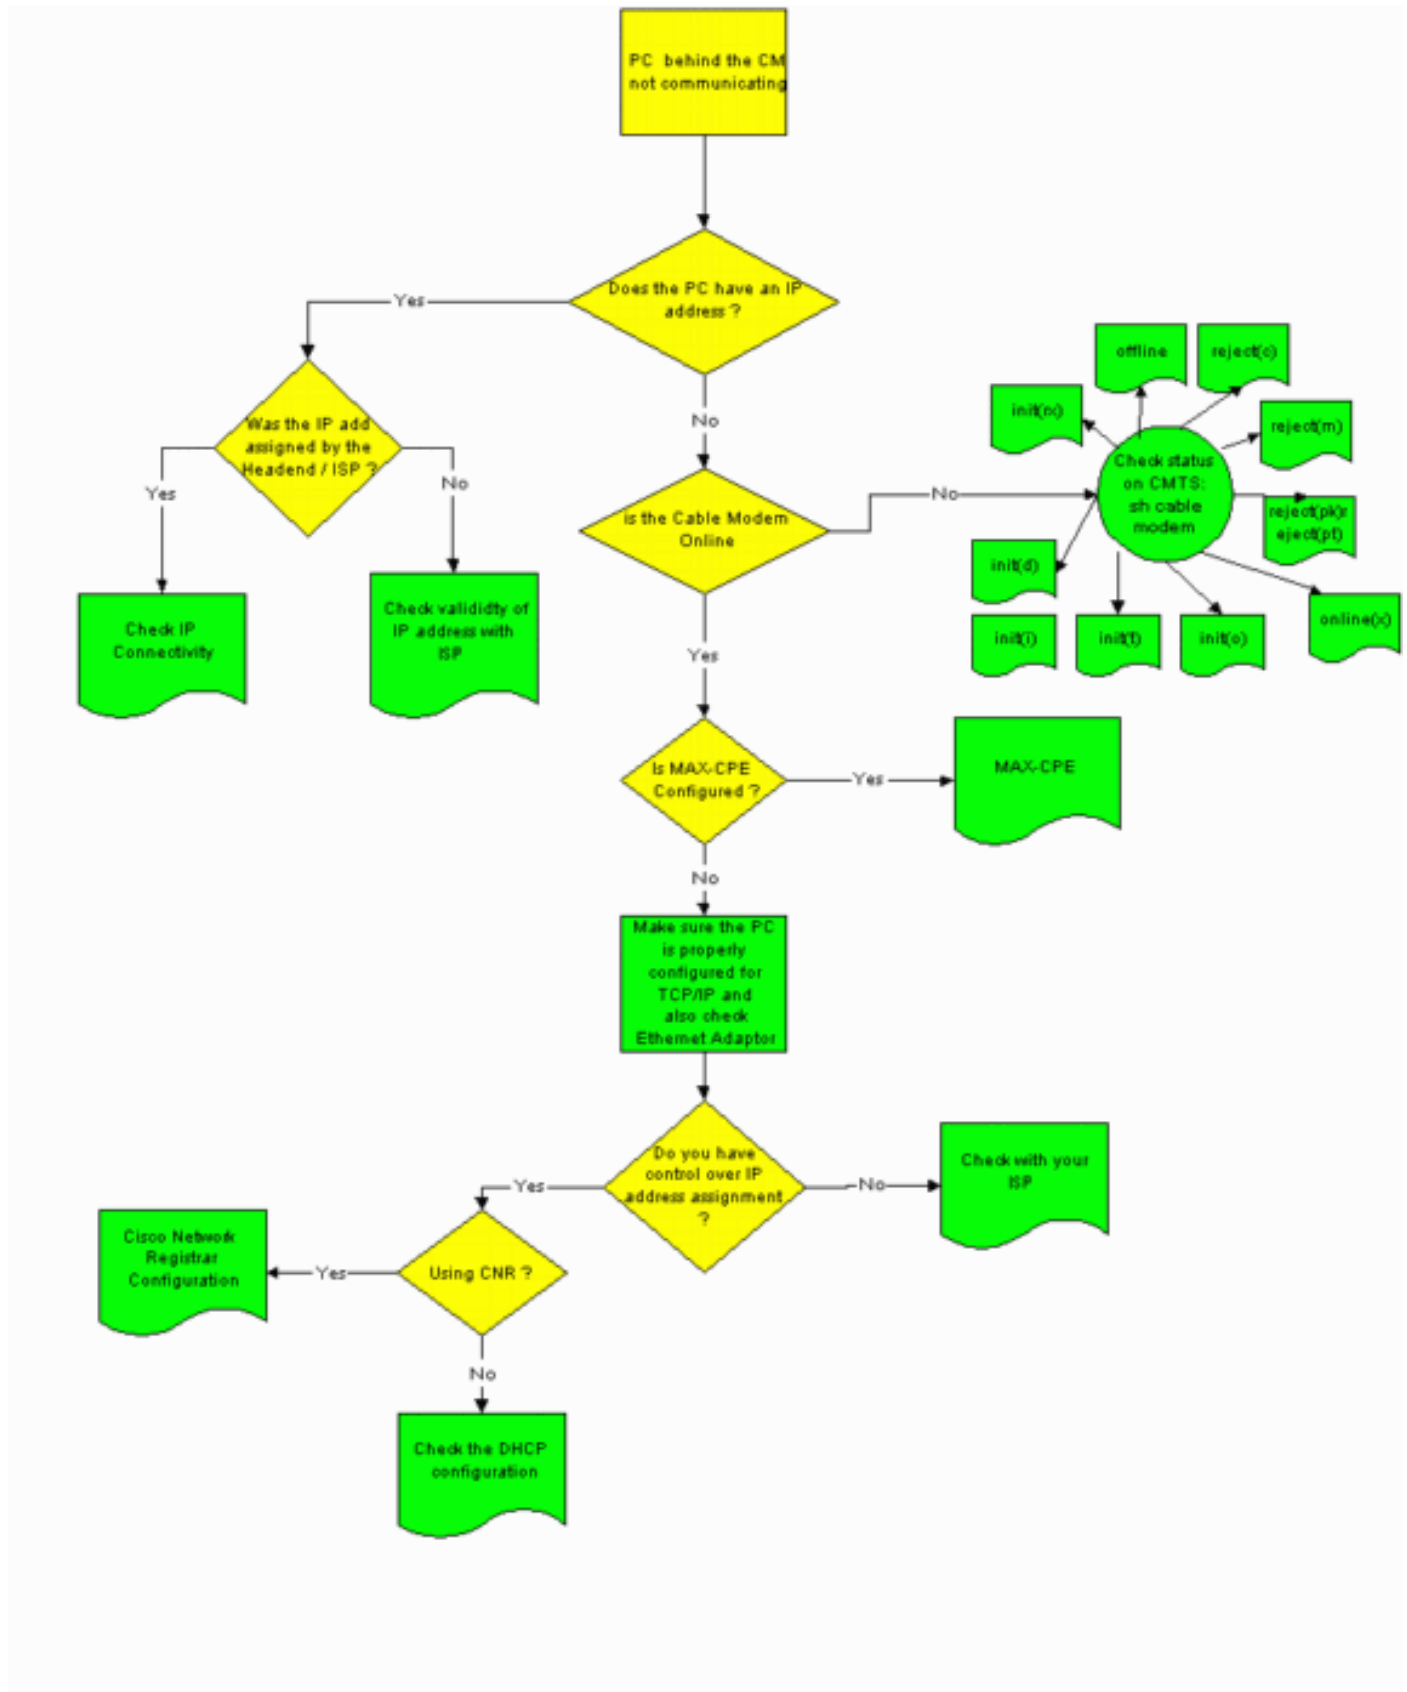 PC behind the CM
not communicating
Does the PC have an IP
address ?
Yes
No
Was the IP add
assigned by the
Headend / ISP ?
Yes
No
Check IP
Connectivity
Check valididty of
IP address with
ISP
is the Cable Modem
Online
No
Yes
Check status
on CMTS:
sh cable
modem
offline
reject(c)
reject(m)
reject(pk)r
eject(pt)
online(x)
init(o)
init(t)
init(i)
init(d)
Is MAX-CPE
Configured ?
Yes
MAX-CPE
No
Make sure the PC
is properly
configured for
TCP/IP and
also check
Ethernet Adaptor
Do you have
control over IP
address assignment
?
No
Check with your
ISP
Yes
Using CNR ?
Yes
Cisco Network
Registrar
Configuration
No
Check the DHCP
configuration